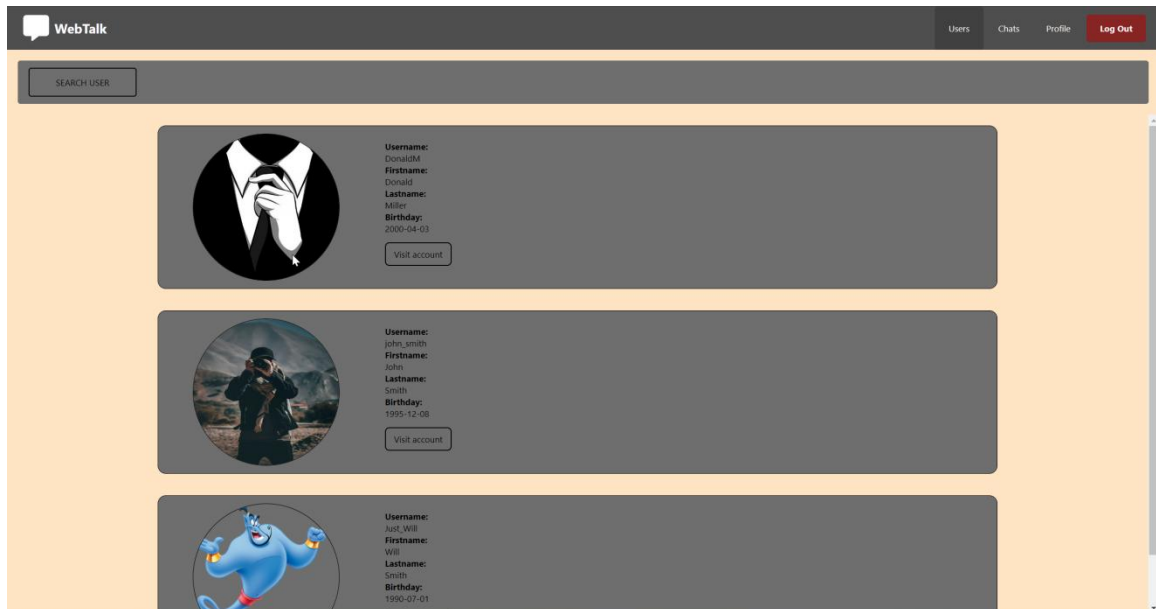 WebTalk
Users
Chats
Profile
Log Out
SEARCH USER
Username:
DonaldM
Firstname:
Donald
Lastname:
Miller
Birthday:
2000-04-03
Visit account
Username:
john_smith
Firstname:
John
Lastname:
Smith
Birthday:
1995-12-08
Visit account
Username:
Just_Will
Firstname:
Will
Lastname:
Smith
Birthday:
1990-07-01